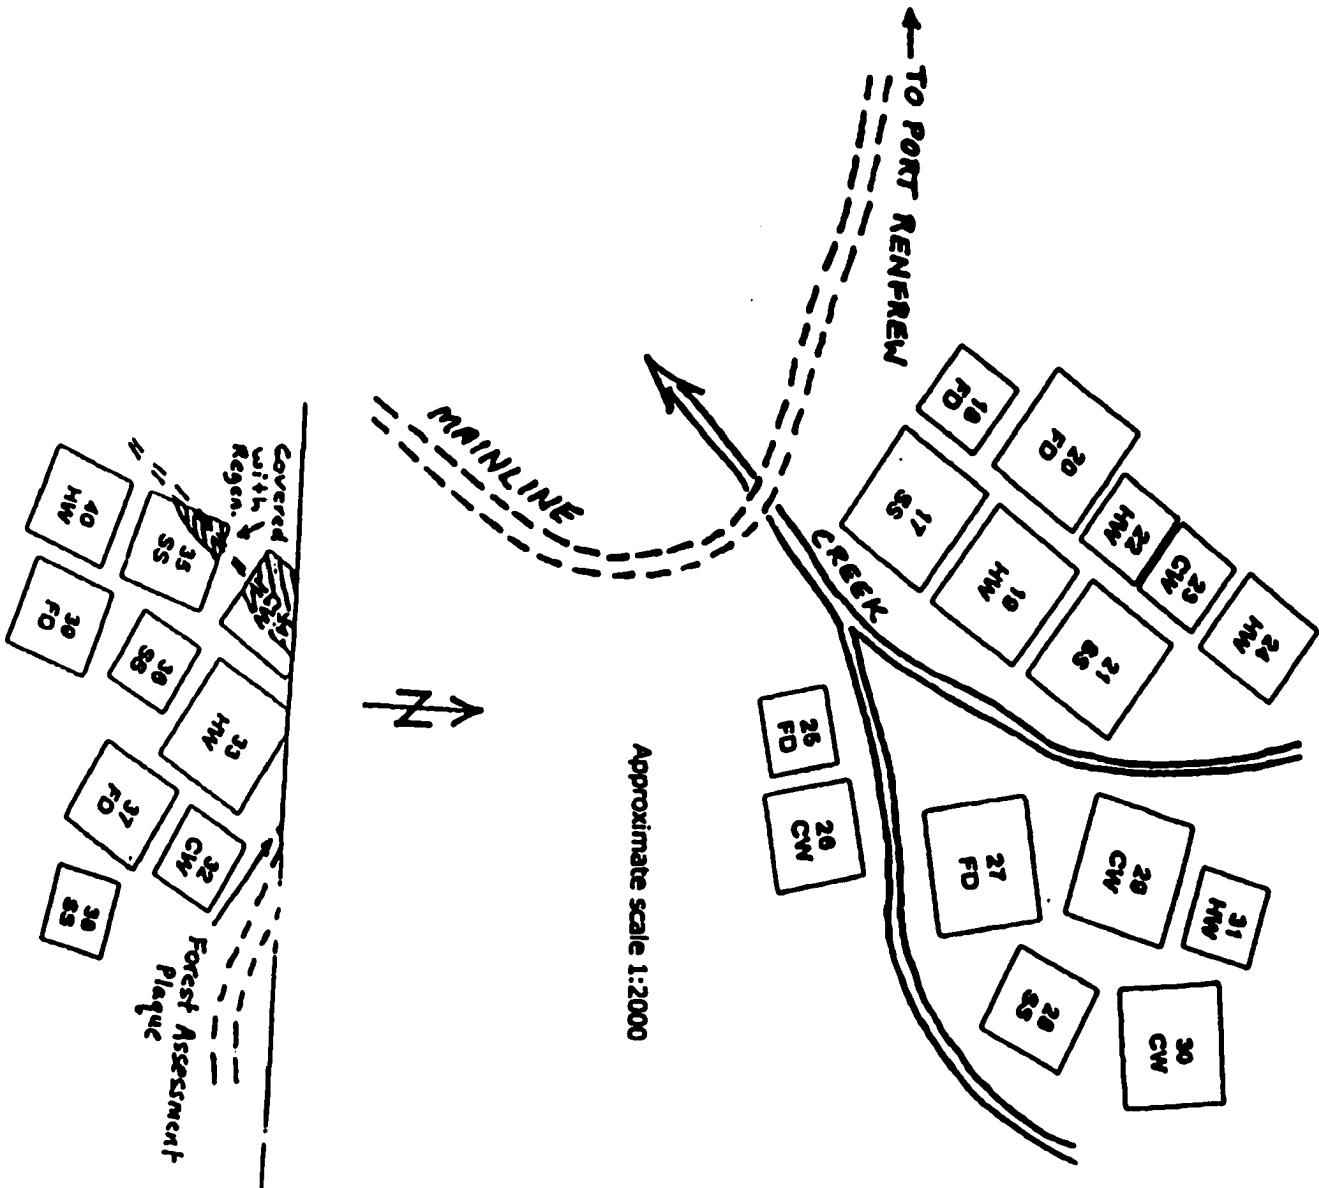 ← TO PORT RENFREW
18
FD
20
FD
22
HW
23
CW
24
HW
17
SS
19
HW
21
SS
CREEK
MAINLINE
25
FD
26
CW
27
FD
29
CW
31
HW
28
SS
30
CW
Approximate scale 1:2000
N
Covered
with
Regen.
34
CW
35
SS
40
HW
33
HW
36
SS
39
FD
32
CW
37
FD
38
SS
Forest Assessment
Plaque